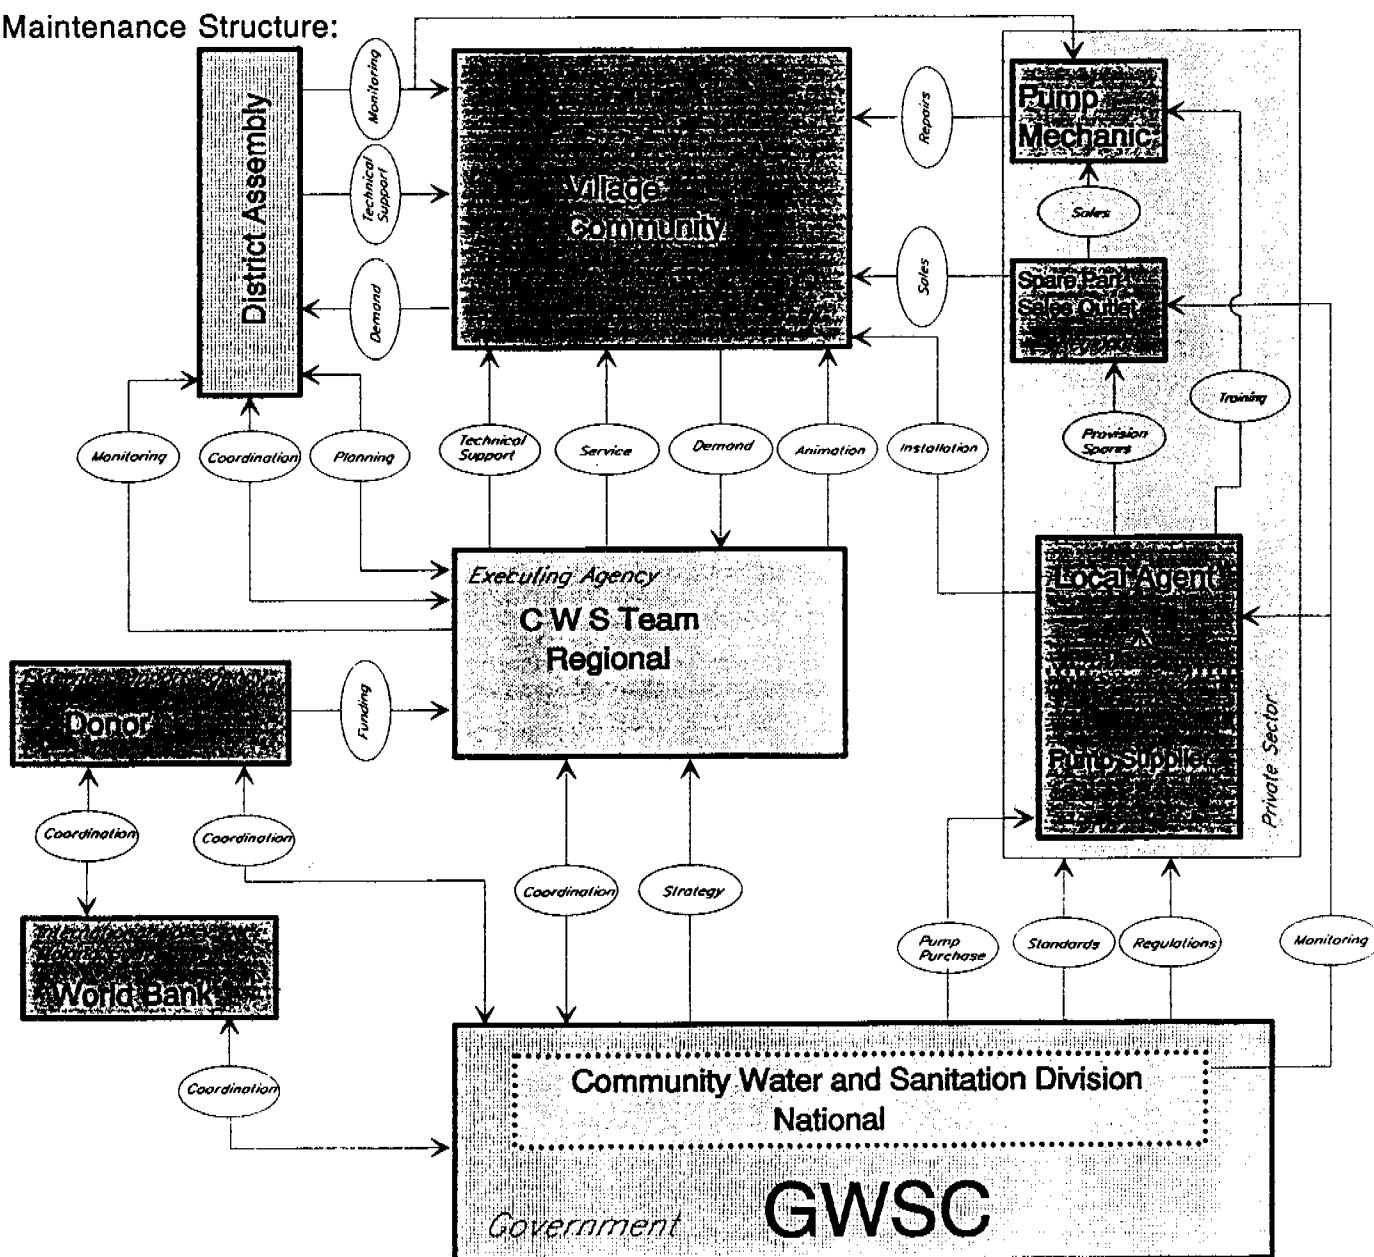 Maintenance Structure:
District Assembly
Monitoring
Technical
Support
Demand
Village
Community
Repairs
Sales
Pump
Mechanic
Sales
Spare Part
Sales Outlet
Monitoring
Coordination
Planning
Technical
Support
Service
Demand
Animation
Installation
Provision
Spares
Training
Executing Agency
C W S Team
Regional
Local Agent
Pump Supplier
Private Sector
Donor
Funding
Coordination
Coordination
Coordination
Strategy
Pump
Purchase
Standards
Regulations
Monitoring
World Bank
Coordination
Community Water and Sanitation Division
National
Government
GWSC